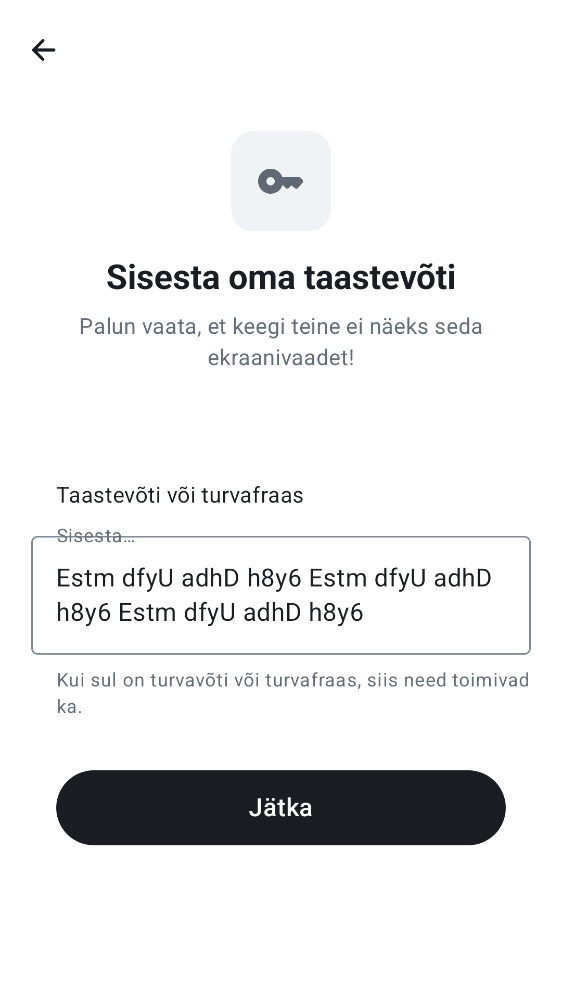 Sisesta oma taastevõti
Palun vaata, et keegi teine ei näeks seda
ekraanivaadet!
Taastevõti või turvafraas
Sisesta…
Estm dfyU adhD h8y6 Estm dfyU adhD
h8y6 Estm dfyU adhD h8y6
Kui sul on turvavõti või turvafraas, siis need toimivad
ka.
Jätka